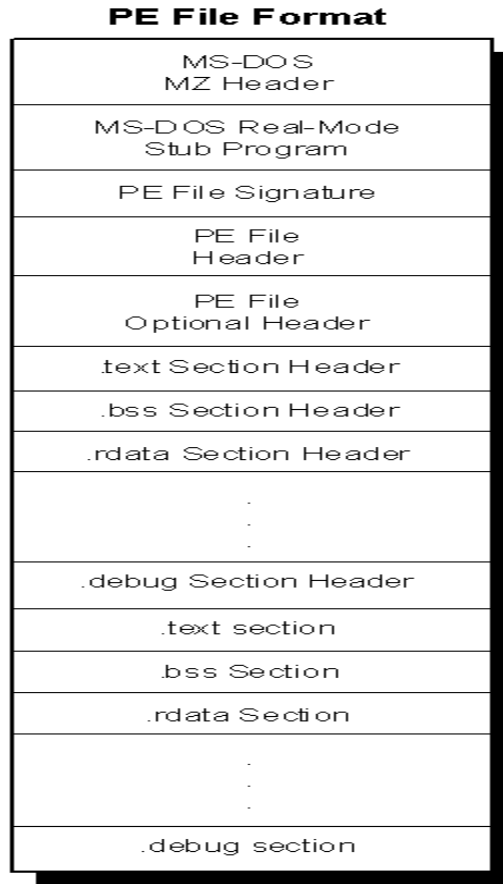 PE File Format
MS-DOS
MZ Header
MS-DOS Real-Mode
Stub Program
PE File Signature
PE File
Header
PE File
Optional Header
.text Section Header
.bss Section Header
.rdata Section Header
.
.
.
.debug Section Header
.text section
.bss Section
.rdata Section
.
.
.
.debug section